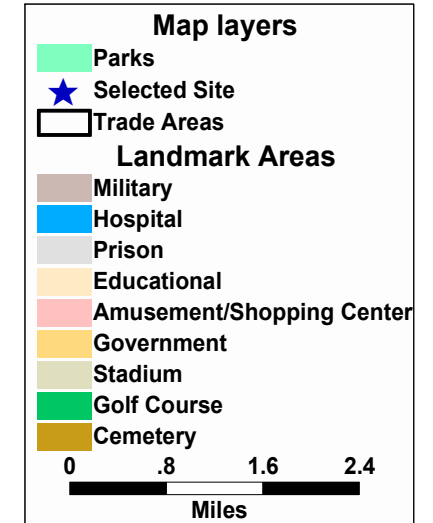 Map layers
Parks
Selected Site
Trade Areas
Landmark Areas
Military
Hospital
Prison
Educational
Amusement/Shopping Center
Government
Stadium
Golf Course
Cemetery
0 .8 1.6 2.4
Miles